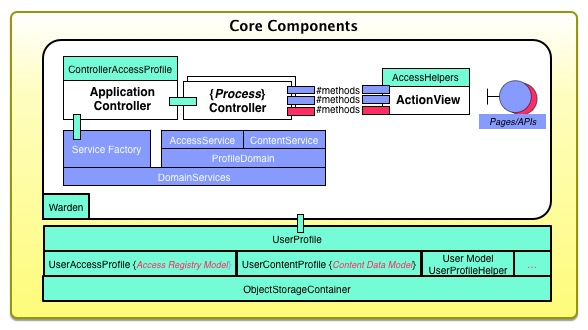 Core Components
ControllerAccessProfile
Application
Controller
{Process}
Controller
#methods
#methods
#methods
AccessHelpers
ActionView
Pages/APIs
Service Factory
AccessService
ContentService
ProfileDomain
DomainServices
Warden
UserProfile
UserAccessProfile {Access Registry Model}
UserContentProfile {Content Data Model}
User Model
UserProfileHelper
...
ObjectStorageContainer